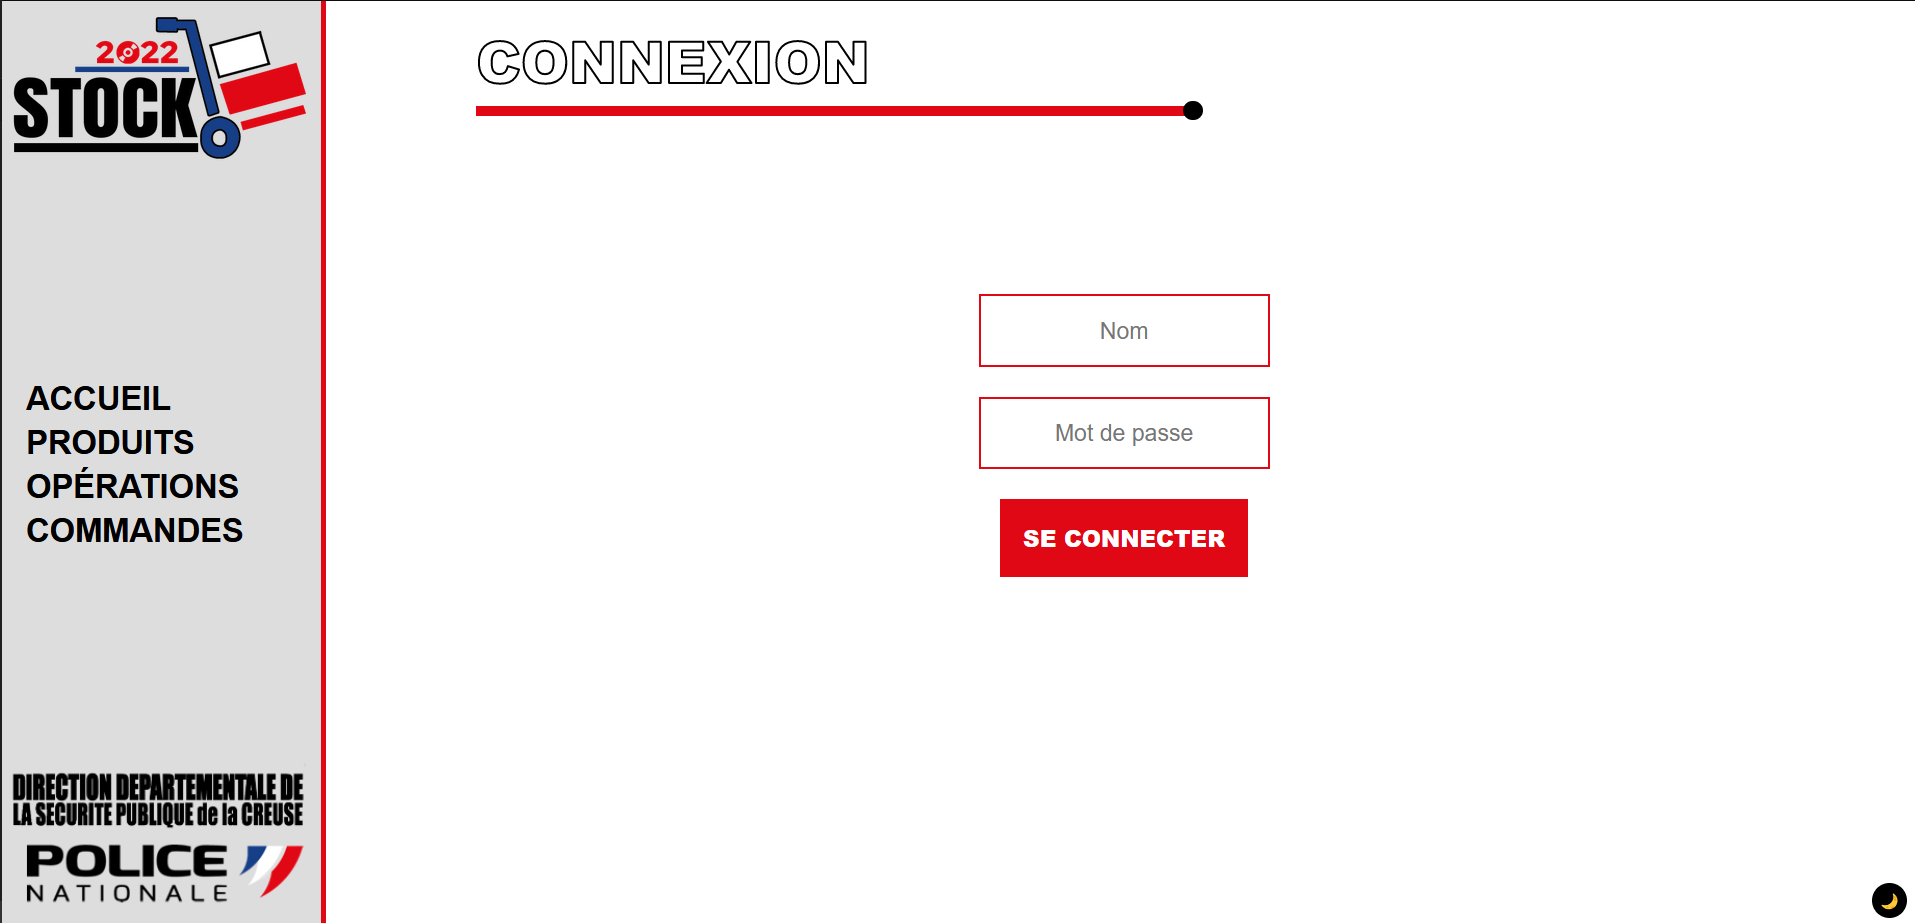 2022
STOCK
ACCUEIL
PRODUITS
OPÉRATIONS
COMMANDES
DIRECTION DEPARTEMENTALE DE
LA SECURITE PUBLIQUE de la CREUSE
POLICE
NATIONALE
CONNEXION
Nom
Mot de passe
SE CONNECTER